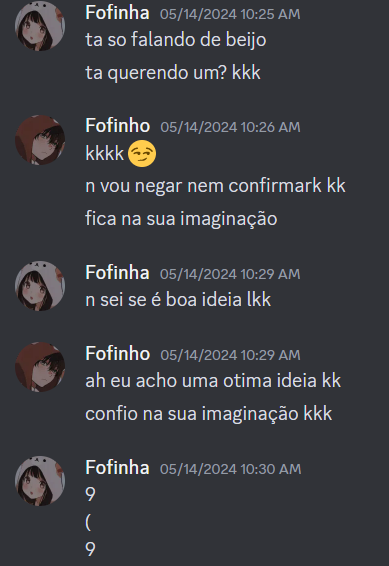 Fofinha 05/14/2024 10:25 AM
ta so falando de beijo
ta querendo um? kkk
Fofinho 05/14/2024 10:26 AM
kkkk 😏
n vou negar nem confirmark kk
fica na sua imaginação
Fofinha 05/14/2024 10:29 AM
n sei se é boa ideia lkk
Fofinho 05/14/2024 10:29 AM
ah eu acho uma otima ideia kk
confio na sua imaginação kkk
Fofinha 05/14/2024 10:30 AM
9
(
9